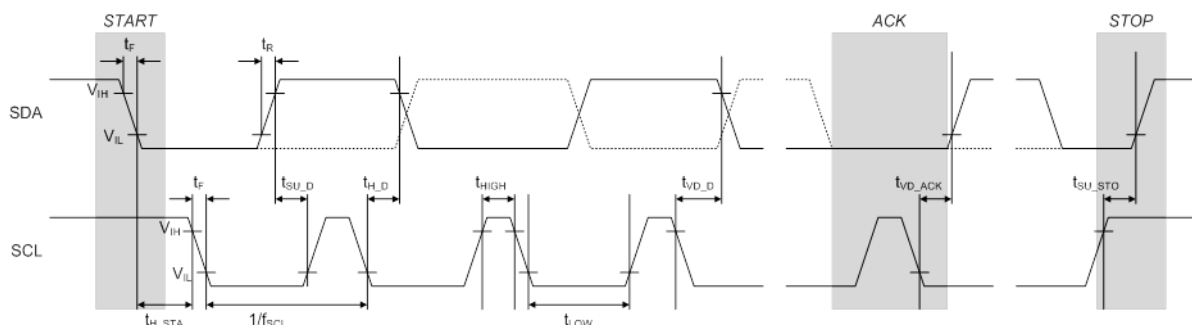 START ACK STOP
tF tR
VIH
SDA
VIL
tF tSU_D tH_D tHIGH tVD_D tVD_ACK tSU_STO
VIH
SCL
VIL
tH_STA 1/fSCL tLOW